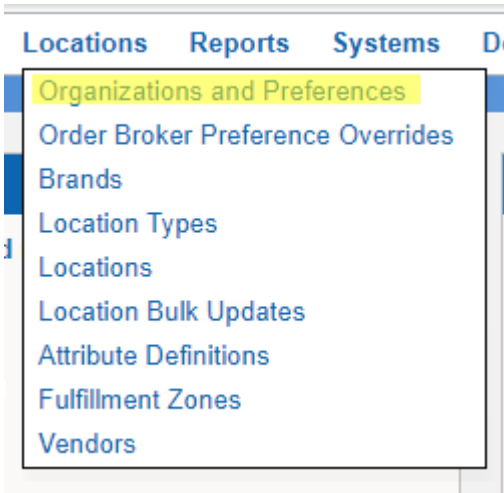 Locations Reports Systems
Organizations and Preferences
Order Broker Preference Overrides
Brands
Location Types
Locations
Location Bulk Updates
Attribute Definitions
Fulfillment Zones
Vendors